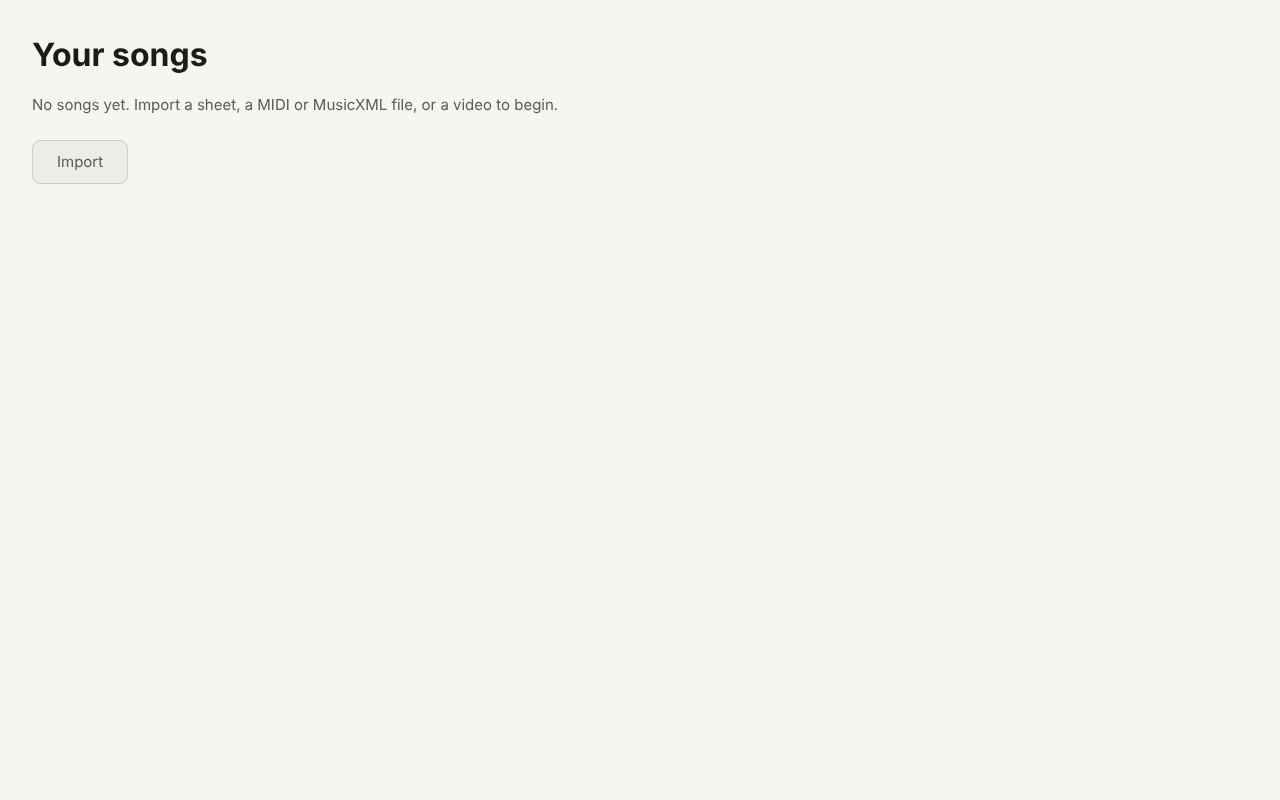 Your songs
No songs yet. Import a sheet, a MIDI or MusicXML file, or a video to begin.
Import